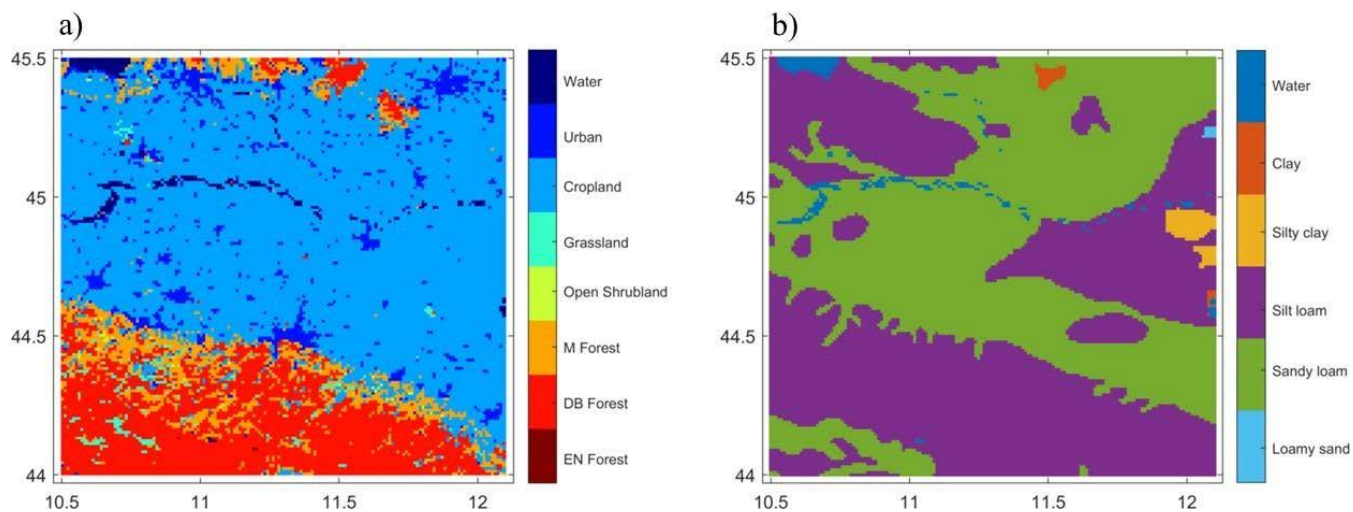 a)
b)
45.5
45
44.5
44
10.5
11
11.5
12
Water
Urban
Cropland
Grassland
Open Shrubland
M Forest
DB Forest
EN Forest
45.5
45
44.5
44
10.5
11
11.5
12
Water
Clay
Silty clay
Silt loam
Sandy loam
Loamy sand